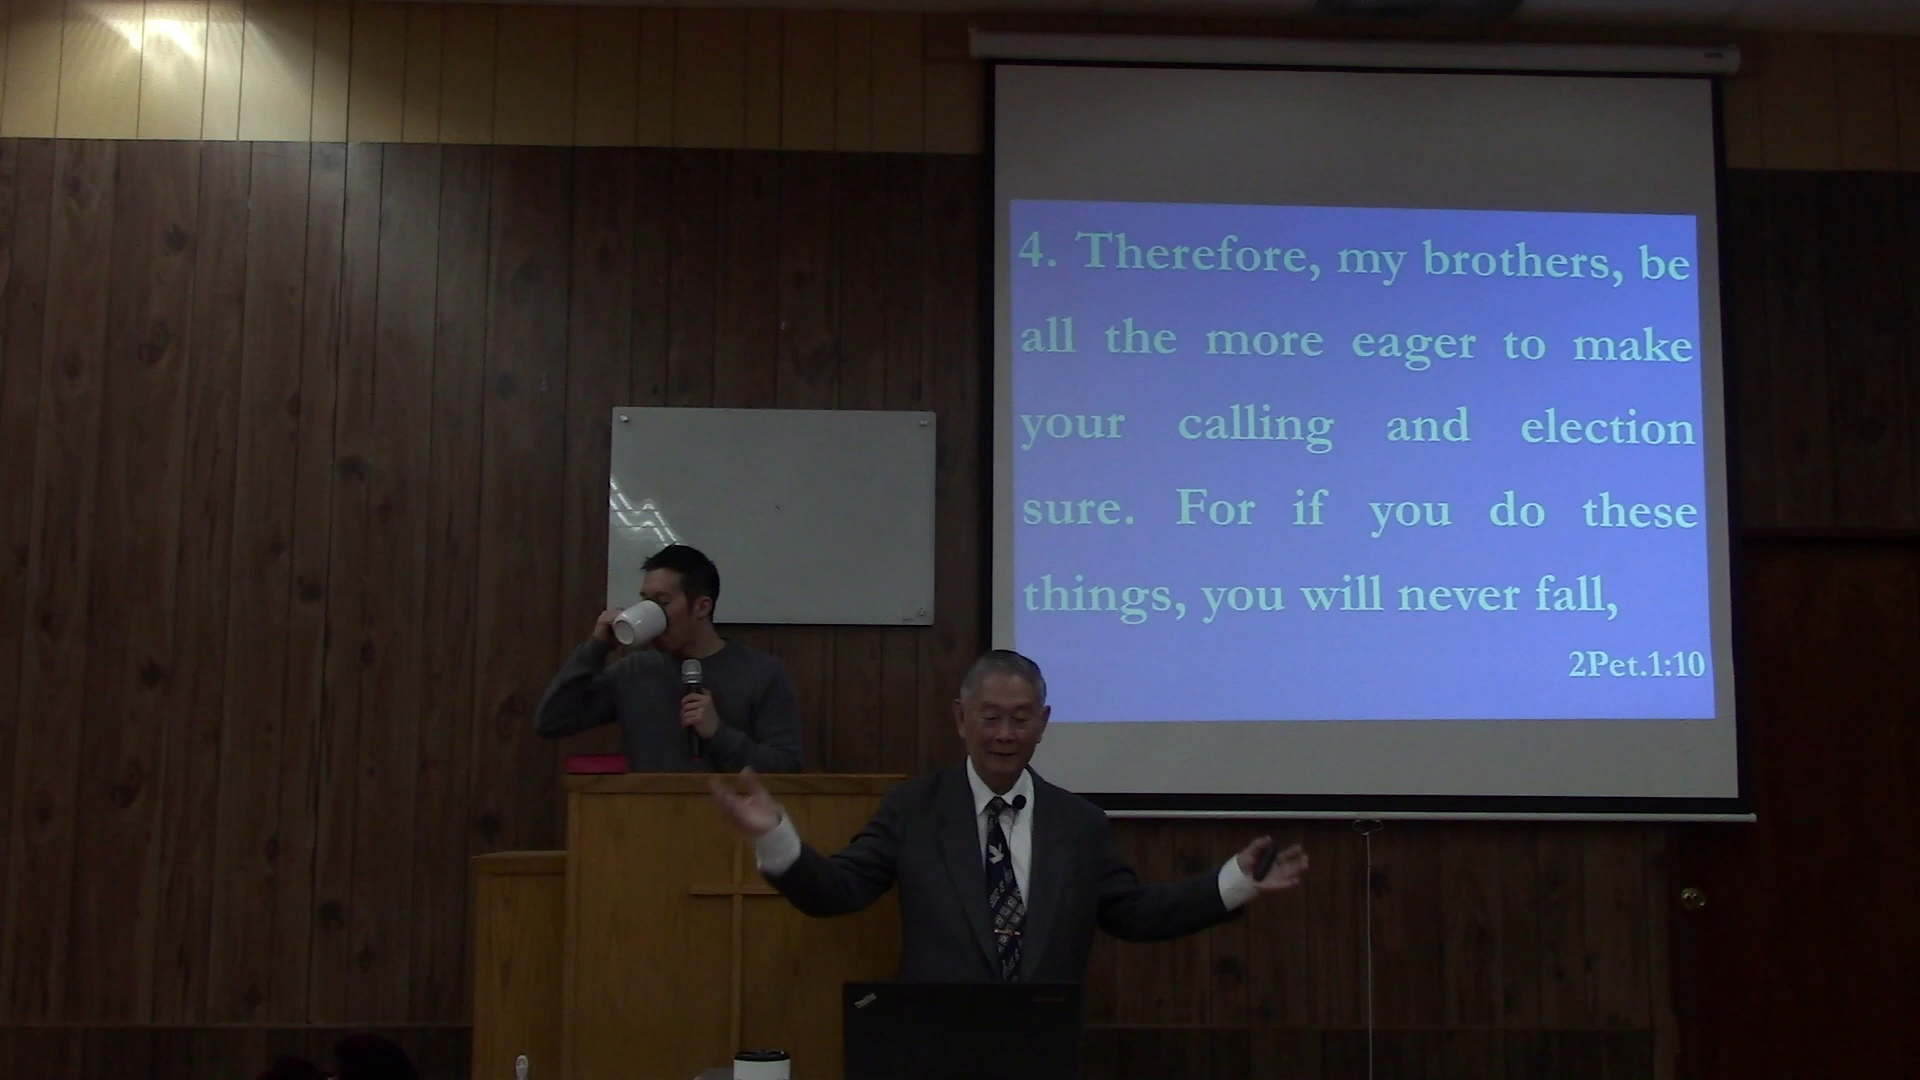 4. Therefore, my brothers, be
all the more eager to make
your calling and election
sure. For if you do these
things, you will never fall,
2Pet.1:10
ThinkPad